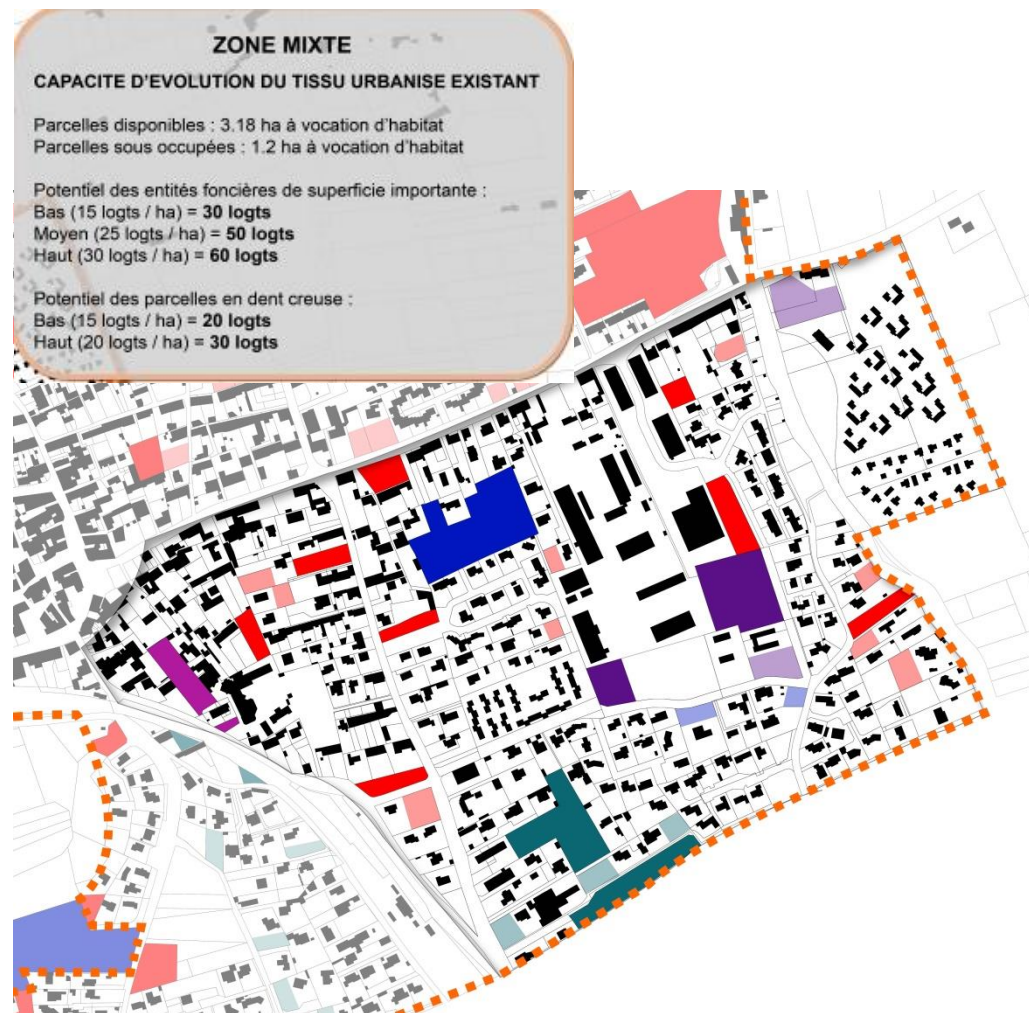 ZONE MIXTE
CAPACITE D'EVOLUTION DU TISSU URBANISE EXISTANT
Parcelles disponibles : 3.18 ha à vocation d'habitat
Parcelles sous occupées : 1.2 ha à vocation d'habitat
Potentiel des entités foncières de superficie importante :
Bas (15 logts / ha) = 30 logts
Moyen (25 logts / ha) = 50 logts
Haut (30 logts / ha) = 60 logts
Potentiel des parcelles en dent creuse :
Bas (15 logts / ha) = 20 logts
Haut (20 logts / ha) = 30 logts